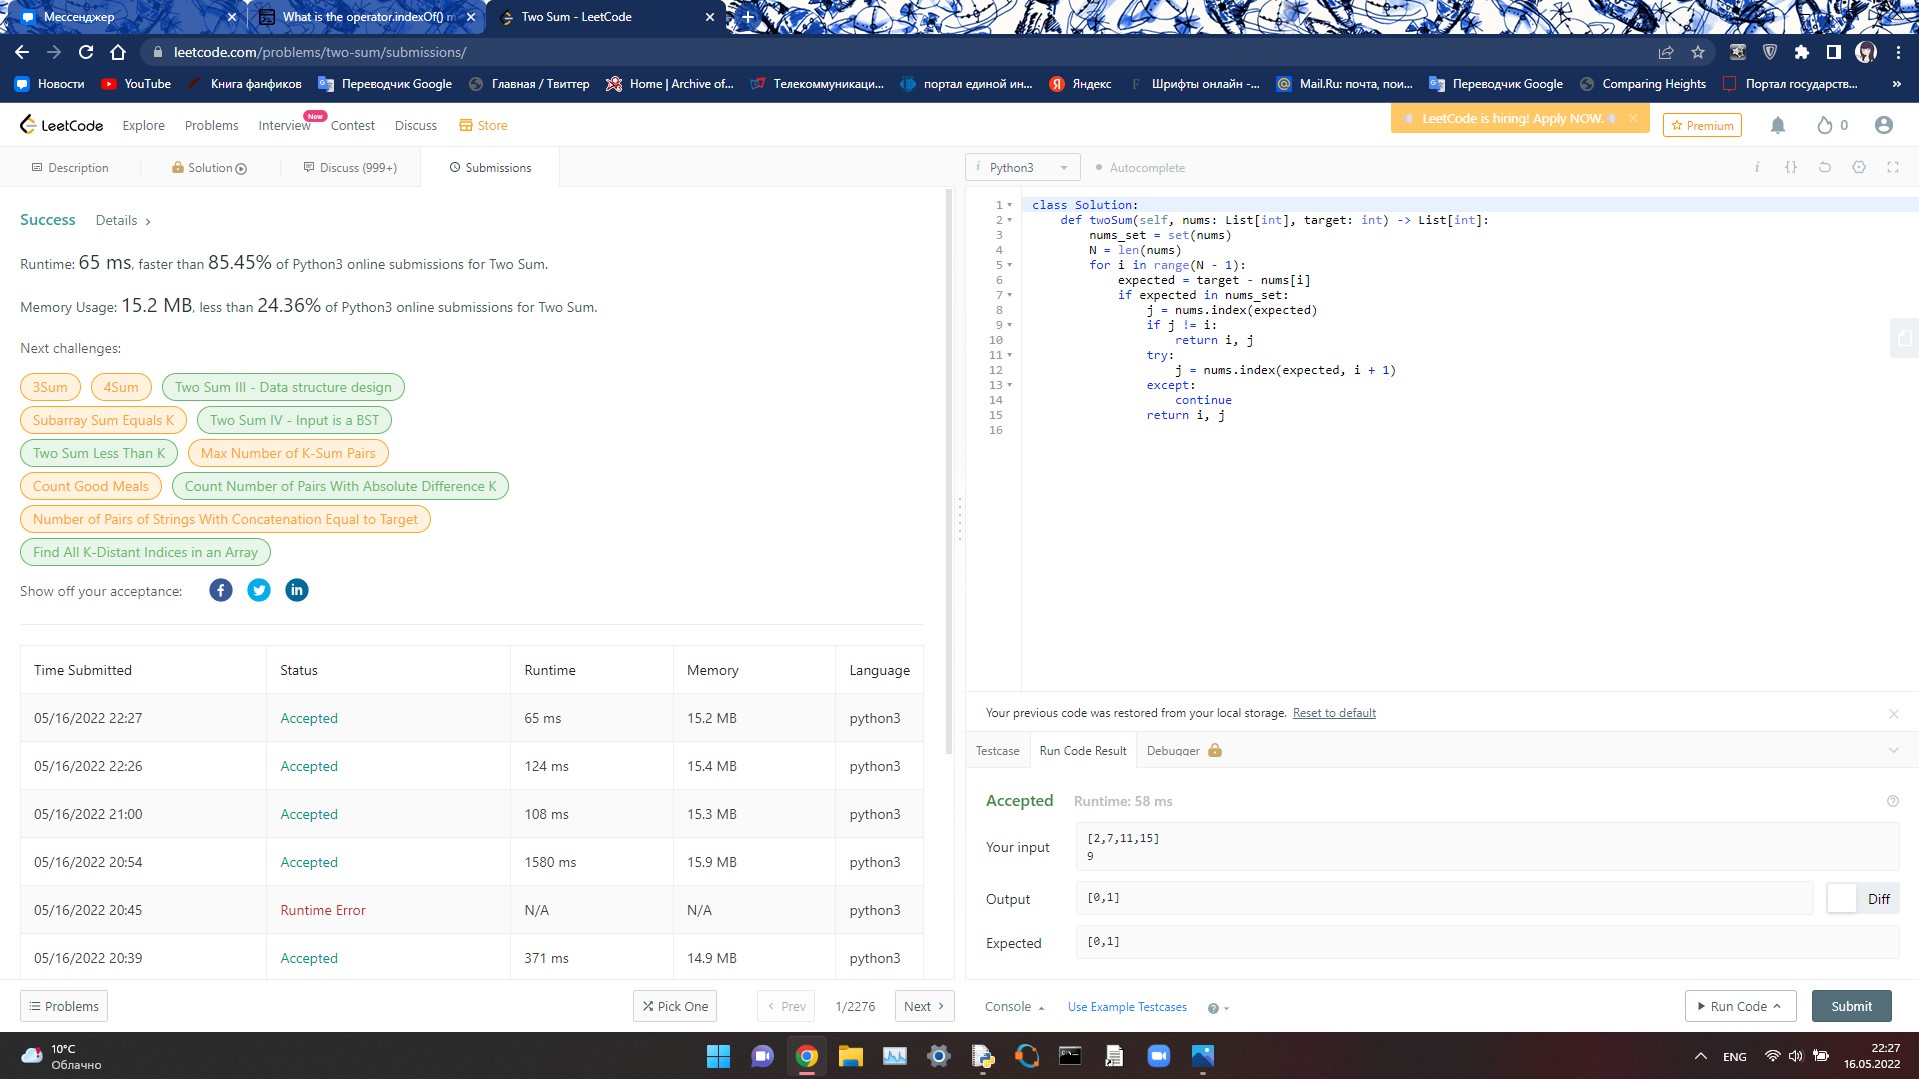 Мессенджер
What is the operator.indexOf() m
Two Sum - LeetCode
leetcode.com/problems/two-sum/submissions/
Новости
YouTube
Книга фанфиков
Переводчик Google
Главная / Твиттер
Home | Archive of...
Телекоммуникаци...
портал единой ин...
Яндекс
Шрифты онлайн -...
Mail.Ru: почта, пои...
Переводчик Google
Comparing Heights
Портал государств...
»
LeetCode
Explore
Problems
Interview
New
Contest
Discuss
Store
LeetCode is hiring! Apply NOW.
Premium
0
Description
Solution
Discuss (999+)
Submissions
Python3
Autocomplete
Success
Details
Runtime: 65 ms, faster than 85.45% of Python3 online submissions for Two Sum.
Memory Usage: 15.2 MB, less than 24.36% of Python3 online submissions for Two Sum.
Next challenges:
3Sum
4Sum
Two Sum III - Data structure design
Subarray Sum Equals K
Two Sum IV - Input is a BST
Two Sum Less Than K
Max Number of K-Sum Pairs
Count Good Meals
Count Number of Pairs With Absolute Difference K
Number of Pairs of Strings With Concatenation Equal to Target
Find All K-Distant Indices in an Array
Show off your acceptance:
Time Submitted Status Runtime Memory Language
05/16/2022 22:27 Accepted 65 ms 15.2 MB python3
05/16/2022 22:26 Accepted 124 ms 15.4 MB python3
05/16/2022 21:00 Accepted 108 ms 15.3 MB python3
05/16/2022 20:54 Accepted 1580 ms 15.9 MB python3
05/16/2022 20:45 Runtime Error N/A N/A python3
05/16/2022 20:39 Accepted 371 ms 14.9 MB python3
Problems
Pick One
Prev
1/2276
Next
1 class Solution:
2 def twoSum(self, nums: List[int], target: int) -> List[int]:
3 nums_set = set(nums)
4 N = len(nums)
5 for i in range(N - 1):
6 expected = target - nums[i]
7 if expected in nums_set:
8 j = nums.index(expected)
9 if j != i:
10 return i, j
11 try:
12 j = nums.index(expected, i + 1)
13 except:
14 continue
15 return i, j
16
Your previous code was restored from your local storage. Reset to default
Testcase
Run Code Result
Debugger
Accepted
Runtime: 58 ms
Your input
[2,7,11,15]
9
Output
[0,1]
Diff
Expected
[0,1]
Console
Use Example Testcases
Run Code
Submit
10°C
Облачно
ENG
22:27
16.05.2022